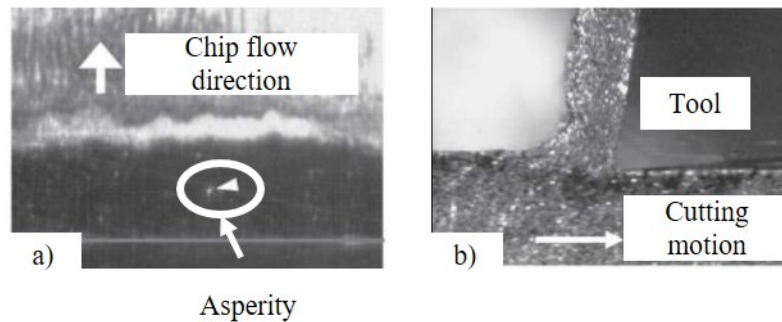 Chip flow
direction
a)
Asperity
Tool
Cutting
motion
b)